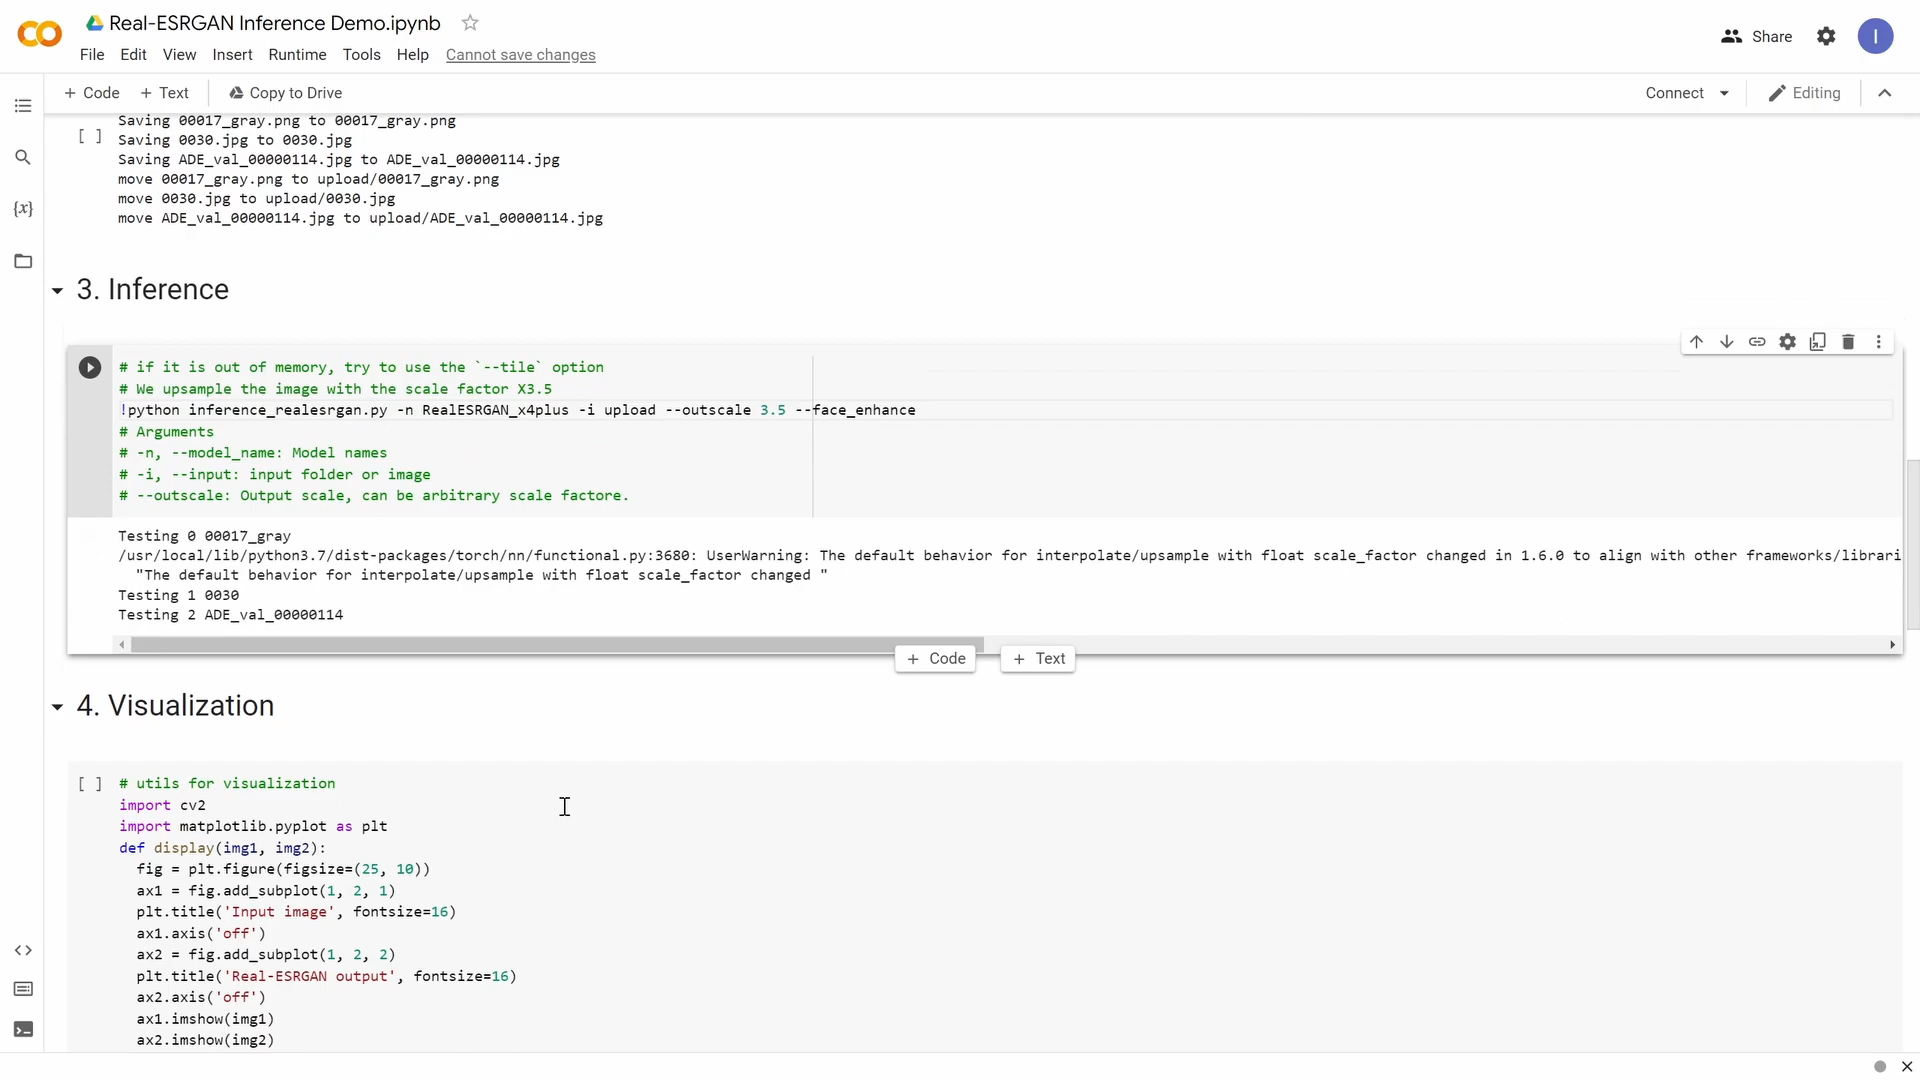 Real-ESRGAN Inference Demo.ipynb
File Edit View Insert Runtime Tools Help Cannot save changes
Share
I
+ Code + Text Copy to Drive
Connect
Editing
Saving 00017_gray.png to 00017_gray.png
[ ] Saving 0030.jpg to 0030.jpg
Saving ADE_val_00000114.jpg to ADE_val_00000114.jpg
move 00017_gray.png to upload/00017_gray.png
move 0030.jpg to upload/0030.jpg
move ADE_val_00000114.jpg to upload/ADE_val_00000114.jpg
3. Inference
# if it is out of memory, try to use the `--tile` option
# We upsample the image with the scale factor X3.5
!python inference_realesrgan.py -n RealESRGAN_x4plus -i upload --outscale 3.5 --face_enhance
# Arguments
# -n, --model_name: Model names
# -i, --input: input folder or image
# --outscale: Output scale, can be arbitrary scale factore.
Testing 0 00017_gray
/usr/local/lib/python3.7/dist-packages/torch/nn/functional.py:3680: UserWarning: The default behavior for interpolate/upsample with float scale_factor changed in 1.6.0 to align with other frameworks/librari
"The default behavior for interpolate/upsample with float scale_factor changed "
Testing 1 0030
Testing 2 ADE_val_00000114
+ Code + Text
4. Visualization
[ ] # utils for visualization
import cv2
import matplotlib.pyplot as plt
def display(img1, img2):
fig = plt.figure(figsize=(25, 10))
ax1 = fig.add_subplot(1, 2, 1)
plt.title('Input image', fontsize=16)
ax1.axis('off')
ax2 = fig.add_subplot(1, 2, 2)
plt.title('Real-ESRGAN output', fontsize=16)
ax2.axis('off')
ax1.imshow(img1)
ax2.imshow(img2)